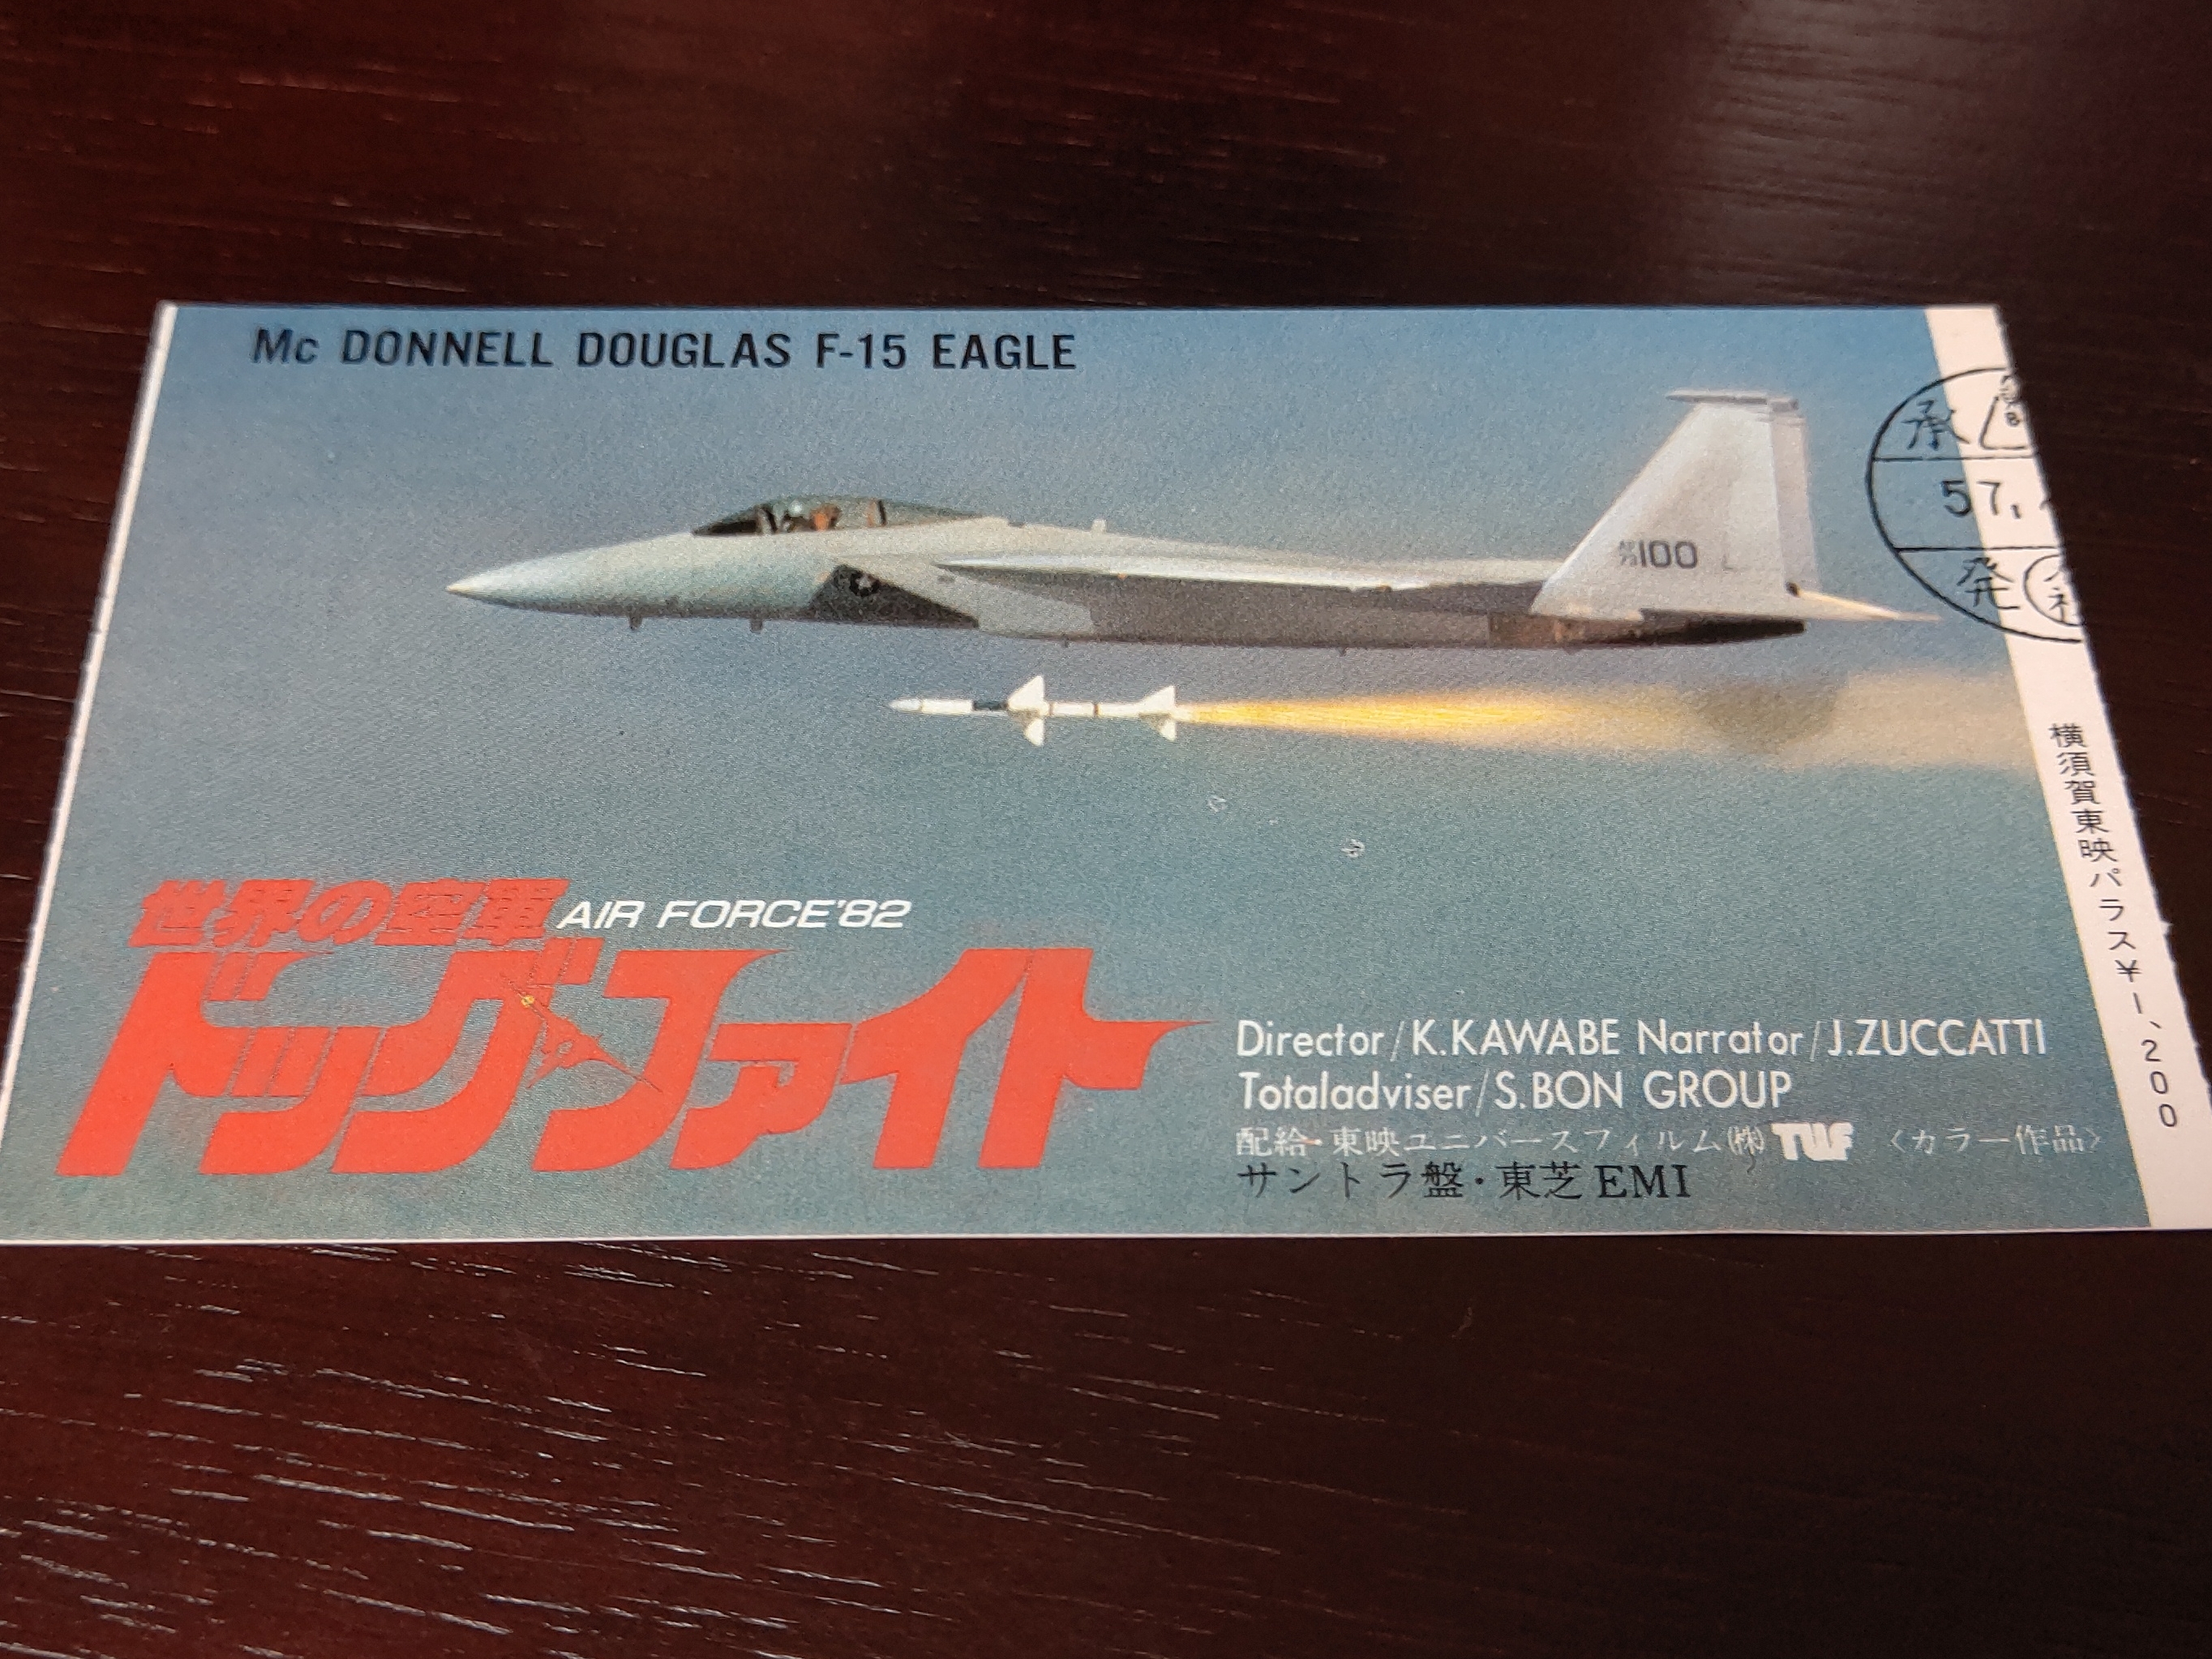 Mc DONNELL DOUGLAS F-15 EAGLE
100
承
57.
発
世界の空軍 AIR FORCE'82
ドッグファイト
Director/K.KAWABE Narrator/J.ZUCCATTI
Totaladviser/S.BON GROUP
配給・東映ユニバースフィルム(株) TUF 〈カラー作品〉
サントラ盤・東芝EMI
横須賀東映パラス¥1,200